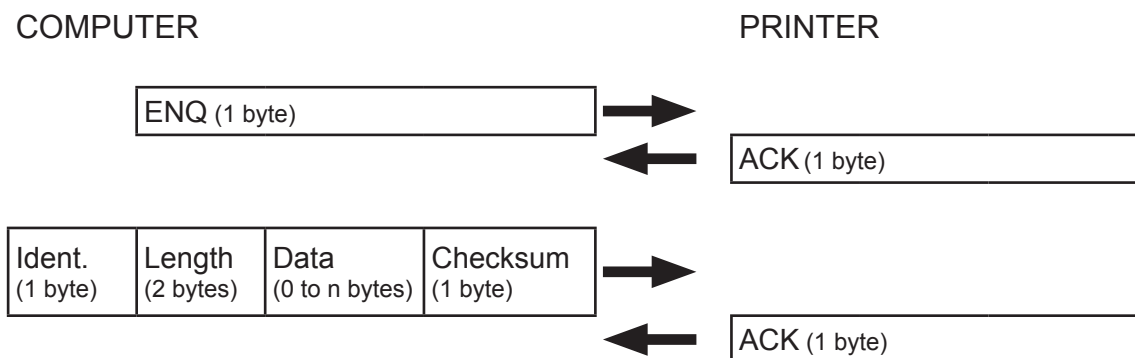 COMPUTER PRINTER
ENQ (1 byte)
ACK (1 byte)
Ident. Length Data Checksum
(1 byte) (2 bytes) (0 to n bytes) (1 byte)
ACK (1 byte)